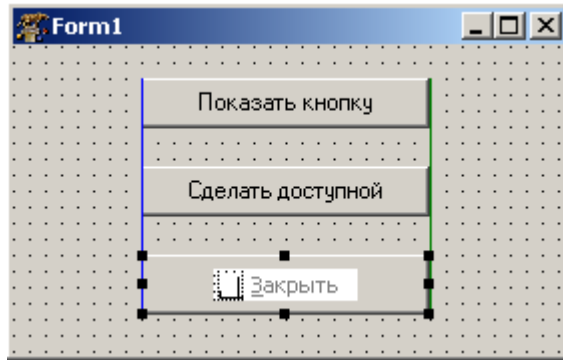 Form1
Показать кнопку
Сделать доступной
Закрыть